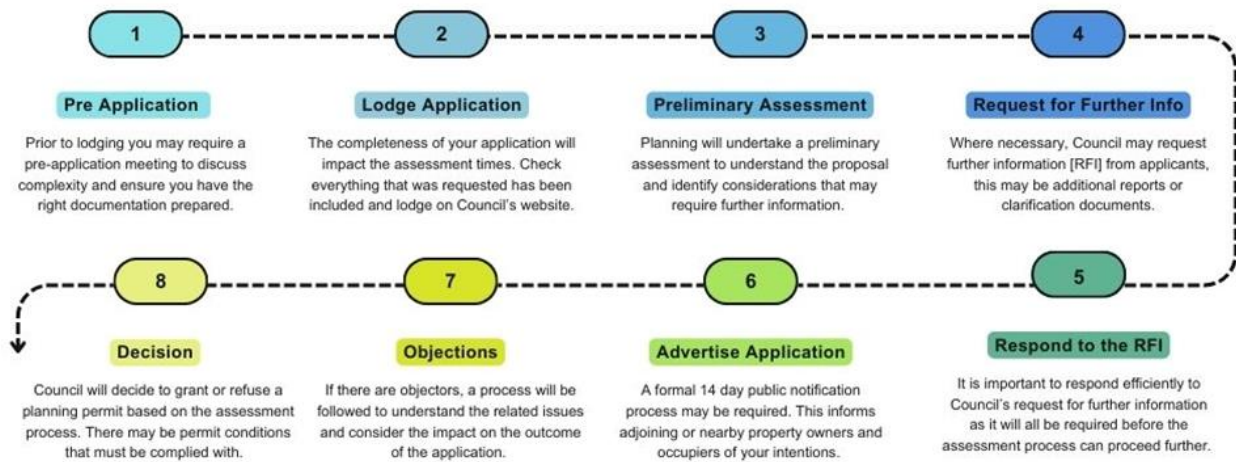 1
Pre Application
Prior to lodging you may require a
pre-application meeting to discuss
complexity and ensure you have the
right documentation prepared.
2
Lodge Application
The completeness of your application will
impact the assessment times. Check
everything that was requested has been
included and lodge on Council's website.
3
Preliminary Assessment
Planning will undertake a preliminary
assessment to understand the proposal
and identify considerations that may
require further information.
4
Request for Further Info
Where necessary, Council may request
further information [RFI] from applicants,
this may be additional reports or
clarification documents.
5
Respond to the RFI
It is important to respond efficiently to
Council's request for further information
as it will all be required before the
assessment process can proceed further.
6
Advertise Application
A formal 14 day public notification
process may be required. This informs
adjoining or nearby property owners and
occupiers of your intentions.
7
Objections
If there are objectors, a process will be
followed to understand the related issues
and consider the impact on the outcome
of the application.
8
Decision
Council will decide to grant or refuse a
planning permit based on the assessment
process. There may be permit conditions
that must be complied with.